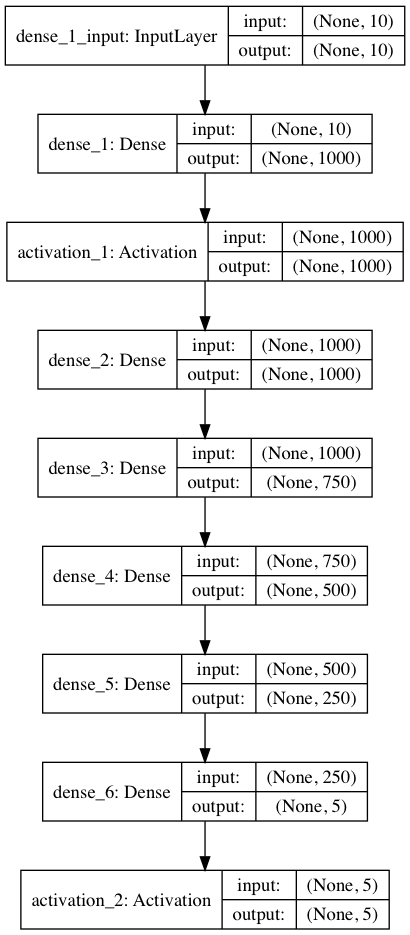 dense_1_input: InputLayer
input:
(None, 10)
output:
(None, 10)
dense_1: Dense
input:
(None, 10)
output:
(None, 1000)
activation_1: Activation
input:
(None, 1000)
output:
(None, 1000)
dense_2: Dense
input:
(None, 1000)
output:
(None, 1000)
dense_3: Dense
input:
(None, 1000)
output:
(None, 750)
dense_4: Dense
input:
(None, 750)
output:
(None, 500)
dense_5: Dense
input:
(None, 500)
output:
(None, 250)
dense_6: Dense
input:
(None, 250)
output:
(None, 5)
activation_2: Activation
input:
(None, 5)
output:
(None, 5)